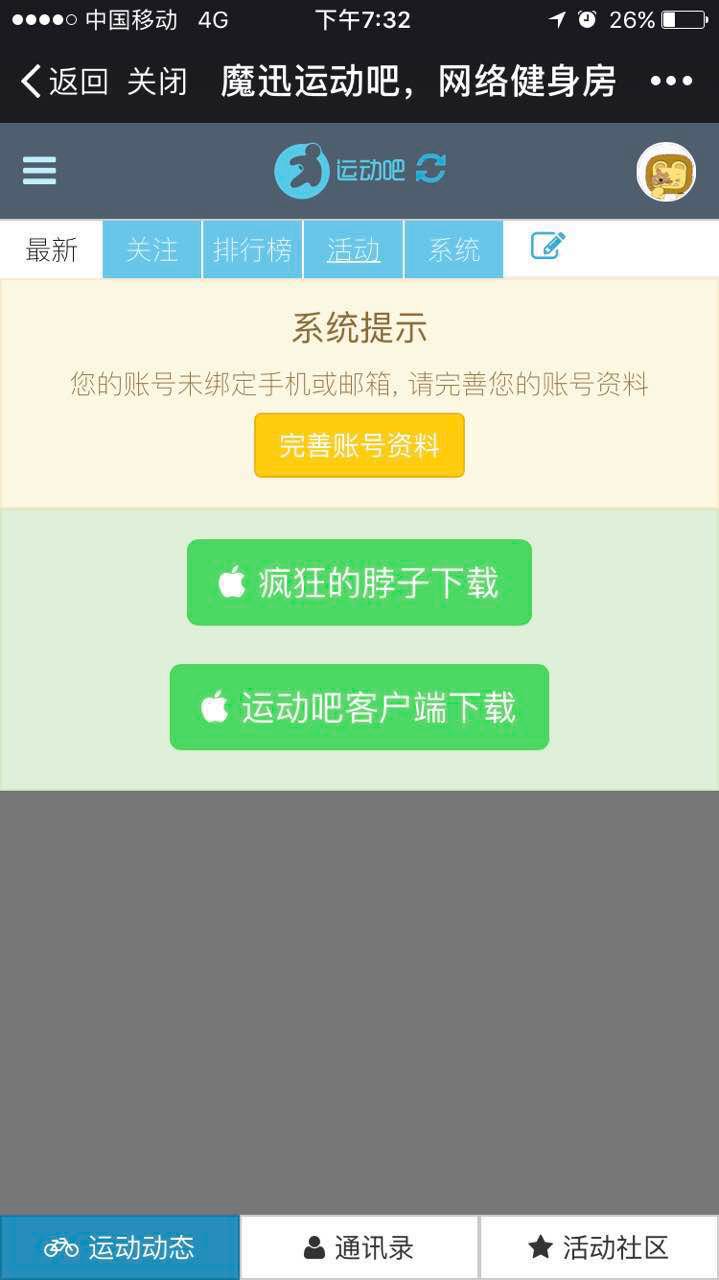 中国移动 4G 下午7:32 26%
返回 关闭 魔迅运动吧，网络健身房
运动吧
最新 关注 排行榜 活动 系统
系统提示
您的账号未绑定手机或邮箱, 请完善您的账号资料
完善账号资料
疯狂的脖子下载
运动吧客户端下载
运动动态 通讯录 活动社区